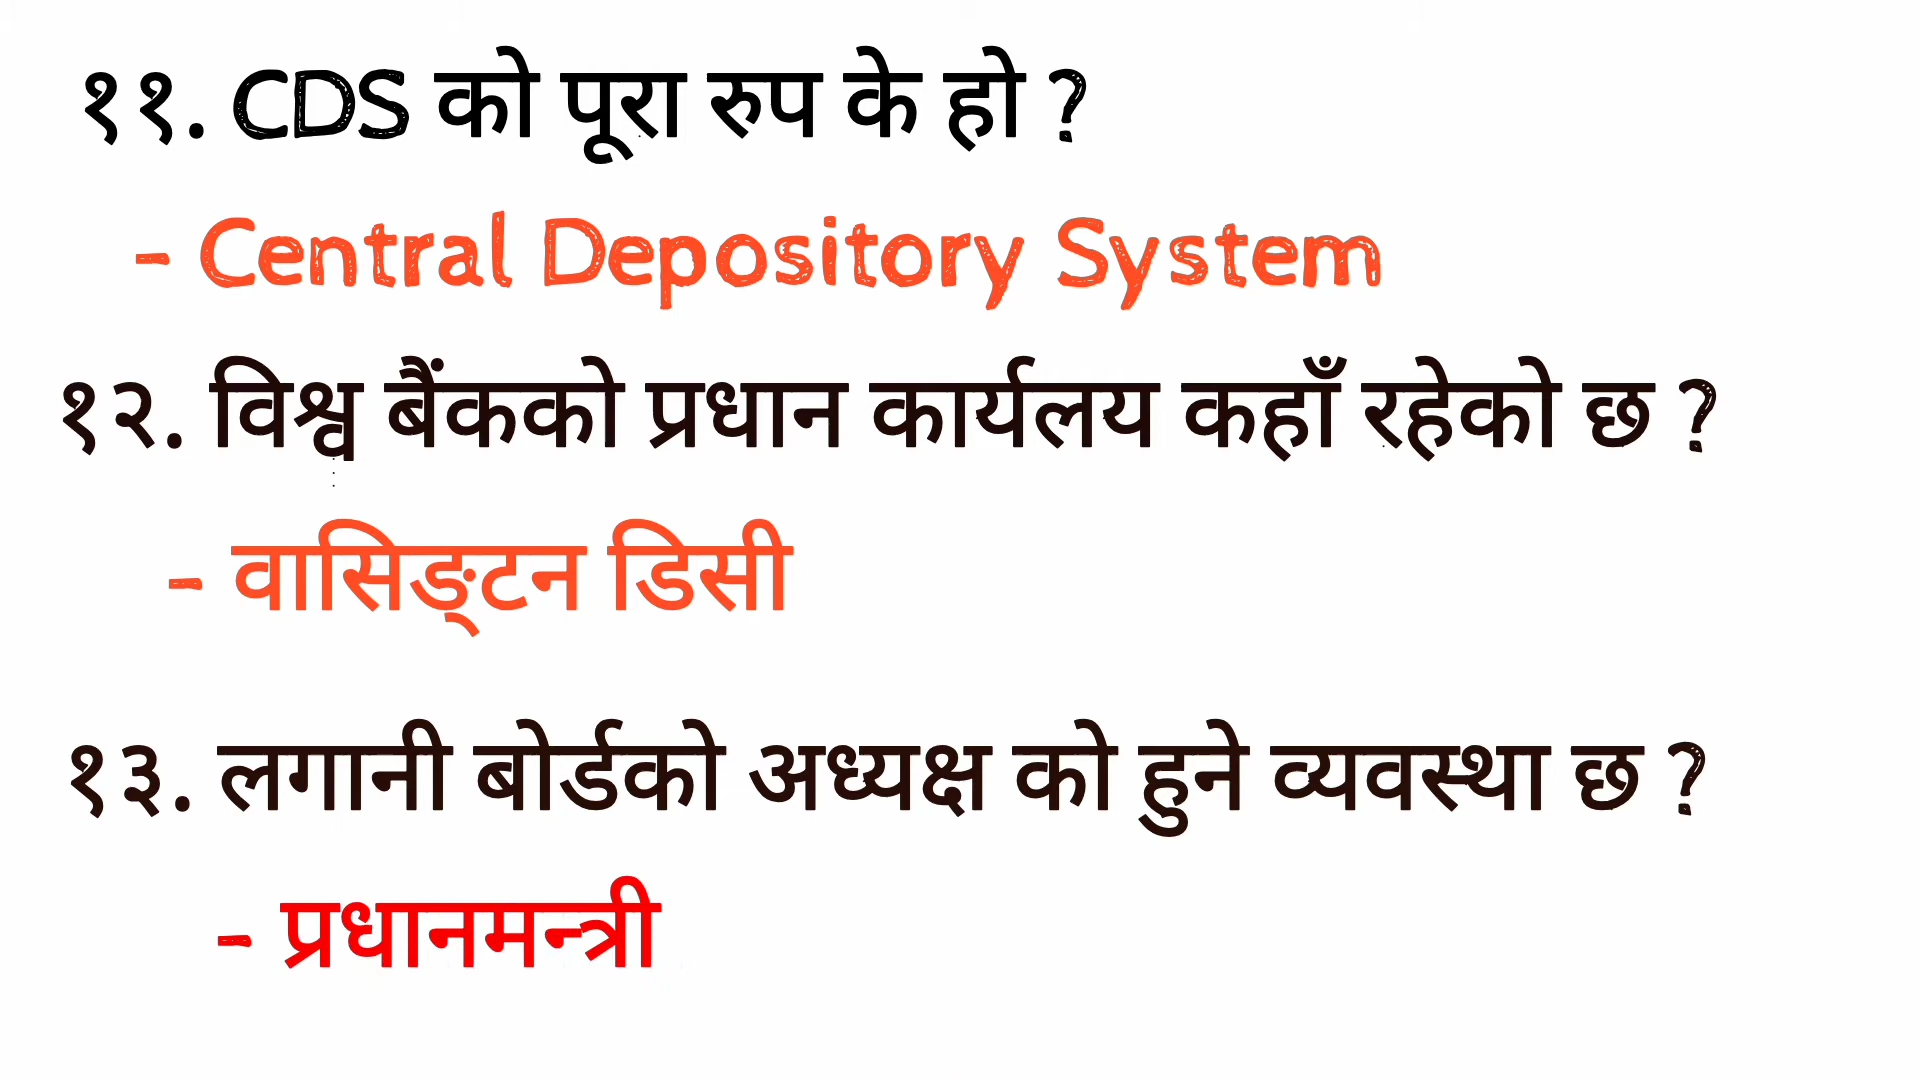 ११. CDS को पूरा रुप के हो ?
- Central Depository System
१२. विश्व बैंकको प्रधान कार्यलय कहाँ रहेको छ ?
- वासिङ्टन डिसी
१३. लगानी बोर्डको अध्यक्ष को हुने व्यवस्था छ ?
- प्रधानमन्त्री